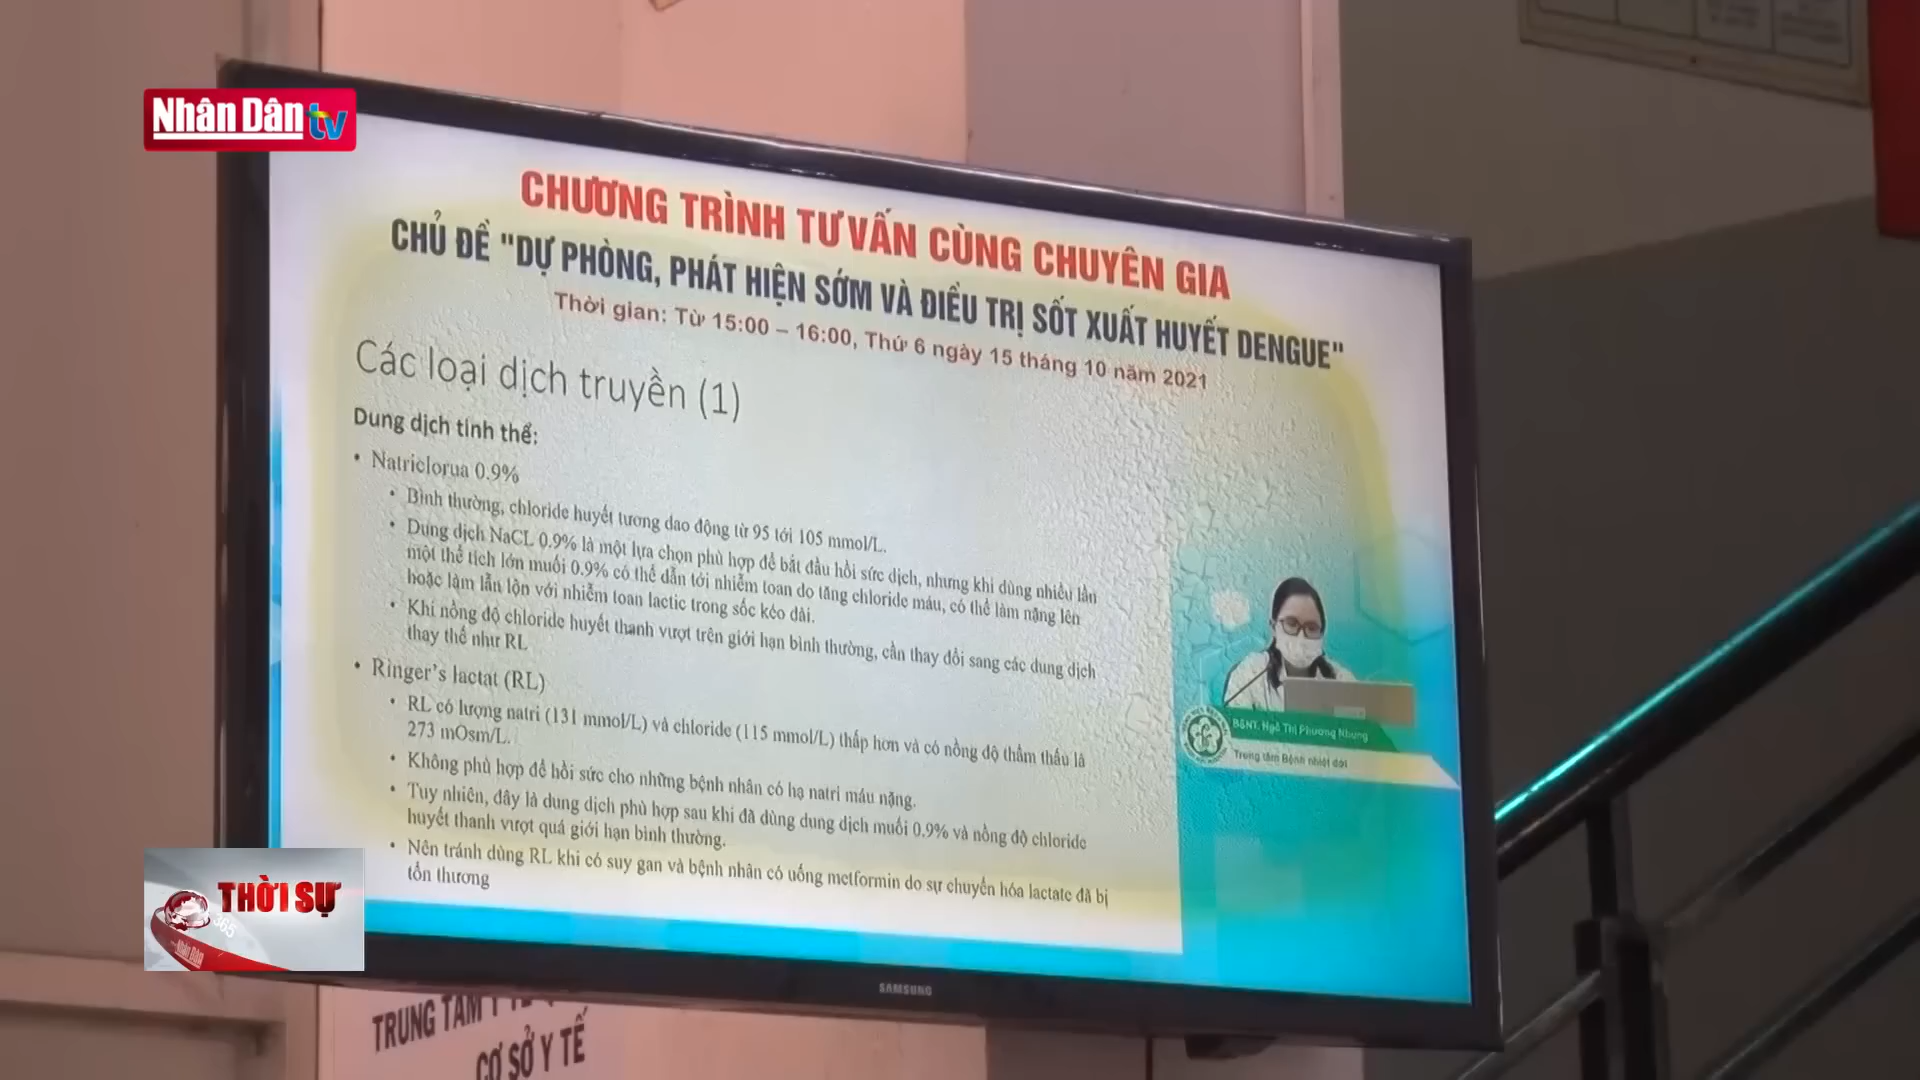 Nhân Dân tv
CHƯƠNG TRÌNH TƯ VẤN CÙNG CHUYÊN GIA
CHỦ ĐỀ "DỰ PHÒNG, PHÁT HIỆN SỚM VÀ ĐIỀU TRỊ SỐT XUẤT HUYẾT DENGUE"
Thời gian: Từ 15:00 – 16:00, Thứ 6 ngày 15 tháng 10 năm 2021
Các loại dịch truyền (1)
Dung dịch tinh thể:
• Natriclorua 0.9%
• Bình thường, chloride huyết tương dao động từ 95 tới 105 mmol/L.
• Dung dịch NaCL 0.9% là một lựa chọn phù hợp để bắt đầu hồi sức dịch, nhưng khi dùng nhiều lần
một thể tích lớn muối 0.9% có thể dẫn tới nhiễm toan do tăng chloride máu, có thể làm nặng lên
hoặc làm lẫn lộn với nhiễm toan lactic trong sốc kéo dài.
• Khi nồng độ chloride huyết thanh vượt trên giới hạn bình thường, cần thay đổi sang các dung dịch
thay thế như RL
• Ringer's lactat (RL)
• RL có lượng natri (131 mmol/L) và chloride (115 mmol/L) thấp hơn và có nồng độ thẩm thấu là
273 mOsm/L.
• Không phù hợp để hồi sức cho những bệnh nhân có hạ natri máu nặng.
• Tuy nhiên, đây là dung dịch phù hợp sau khi đã dùng dung dịch muối 0.9% và nồng độ chloride
huyết thanh vượt quá giới hạn bình thường.
• Nên tránh dùng RL khi có suy gan và bệnh nhân có uống metformin do sự chuyển hóa lactate đã bị
tổn thương
BSNT. Ngô Thị Phương Nhung
Trung tâm Bệnh nhiệt đới
SAMSUNG
THỜI SỰ
365
Nhân Dân
TRUNG TÂM Y TẾ
CƠ SỞ Y TẾ